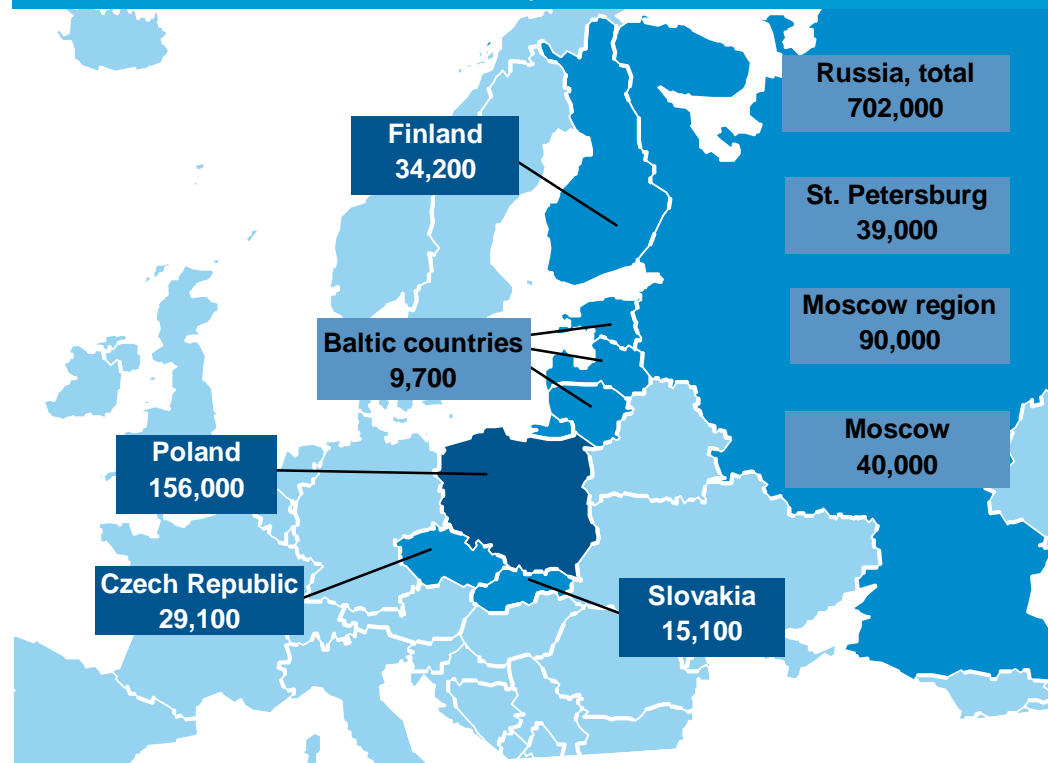 Russia, total
702,000
Finland
34,200
St. Petersburg
39,000
Moscow region
90,000
Baltic countries
9,700
Moscow
40,000
Poland
156,000
Czech Republic
29,100
Slovakia
15,100